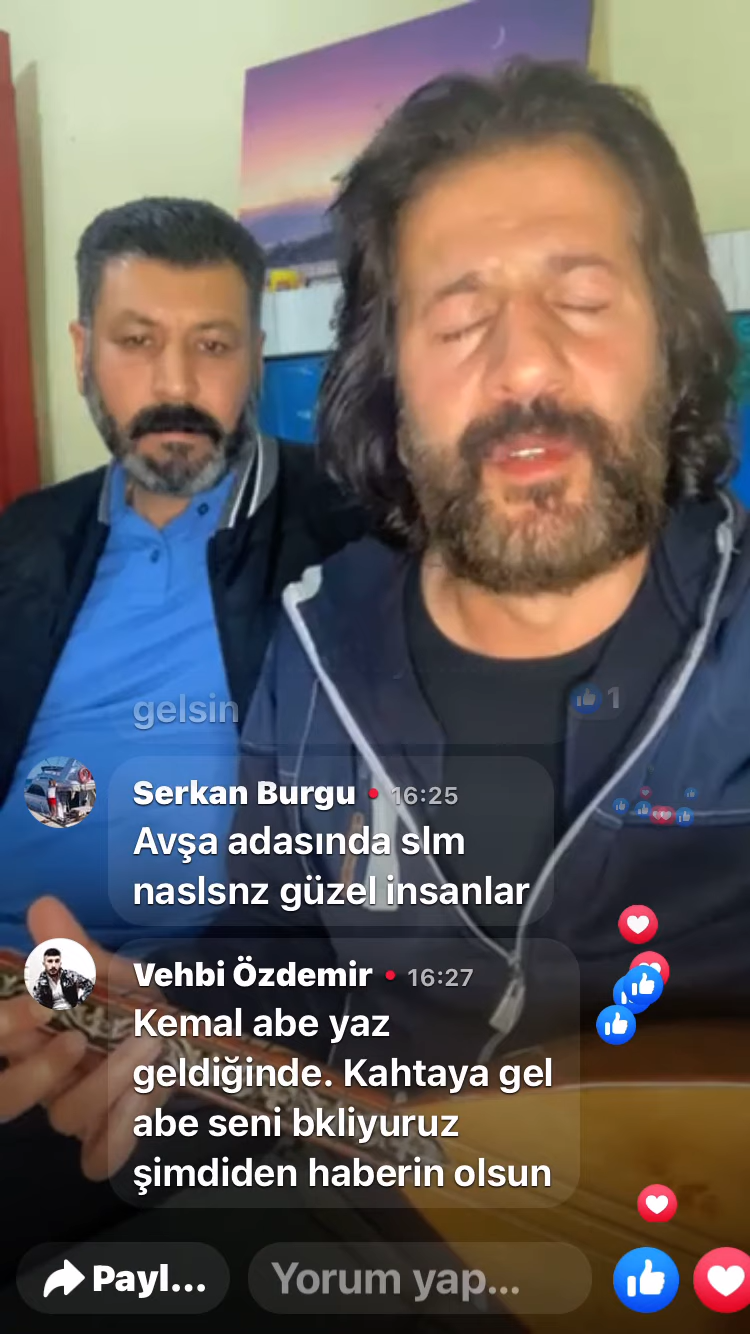 gelsin
1
Serkan Burgu • 16:25
Avşa adasında slm
naslsnz güzel insanlar
Vehbi Özdemir • 16:27
Kemal abe yaz
geldiğinde. Kahtaya gel
abe seni bkliyuruz
şimdiden haberin olsun
Payl...
Yorum yap...